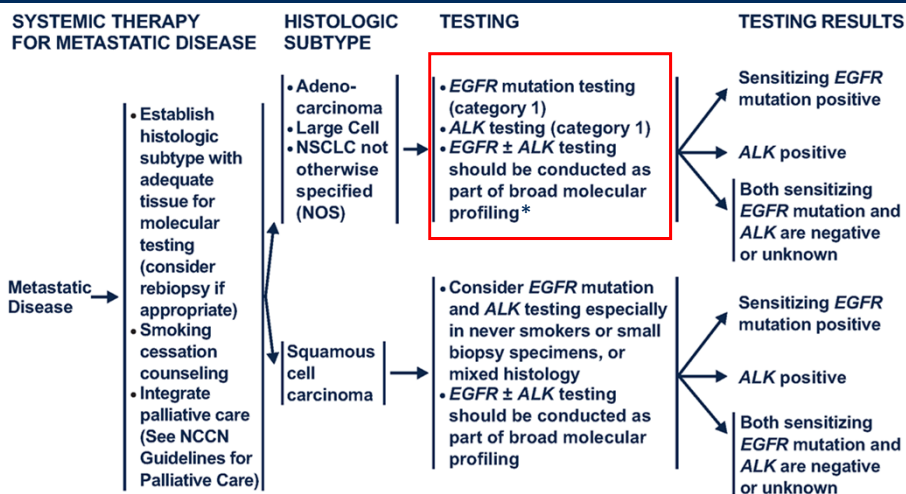 SYSTEMIC THERAPY
FOR METASTATIC DISEASE
HISTOLOGIC
SUBTYPE
TESTING
TESTING RESULTS
Metastatic
Disease
• Establish
histologic
subtype with
adequate
tissue for
molecular
testing
(consider
rebiopsy if
appropriate)
• Smoking
cessation
counseling
• Integrate
palliative care
(See NCCN
Guidelines for
Palliative Care)
• Adeno-
carcinoma
• Large Cell
• NSCLC not
otherwise
specified
(NOS)
• EGFR mutation testing
(category 1)
• ALK testing (category 1)
• EGFR ± ALK testing
should be conducted as
part of broad molecular
profiling*
Sensitizing EGFR
mutation positive
ALK positive
Both sensitizing
EGFR mutation and
ALK are negative
or unknown
Squamous
cell
carcinoma
• Consider EGFR mutation
and ALK testing especially
in never smokers or small
biopsy specimens, or
mixed histology
• EGFR ± ALK testing
should be conducted as
part of broad molecular
profiling
Sensitizing EGFR
mutation positive
ALK positive
Both sensitizing
EGFR mutation and
ALK are negative
or unknown